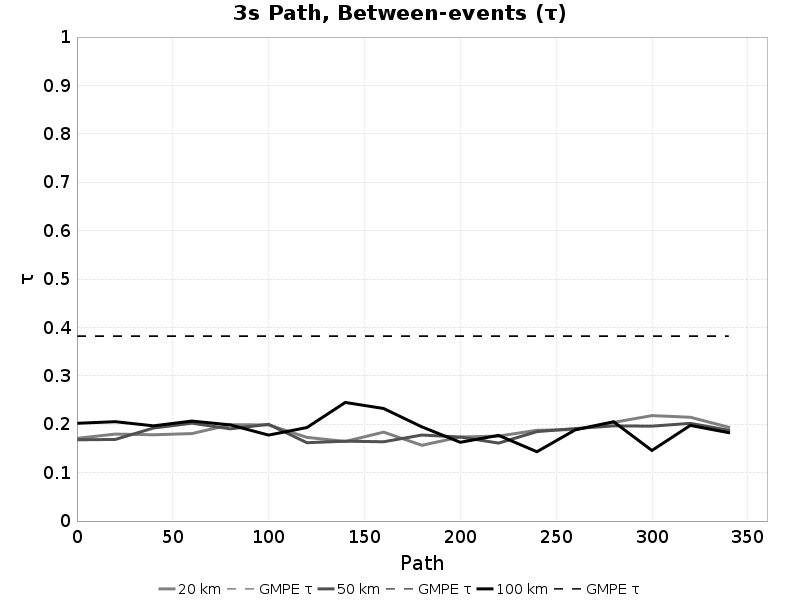 3s Path, Between-events (τ)
1
0.9
0.8
0.7
0.6
0.5
0.4
0.3
0.2
0.1
0
τ
0 50 100 150 200 250 300 350
Path
20 km GMPE τ 50 km GMPE τ 100 km GMPE τ